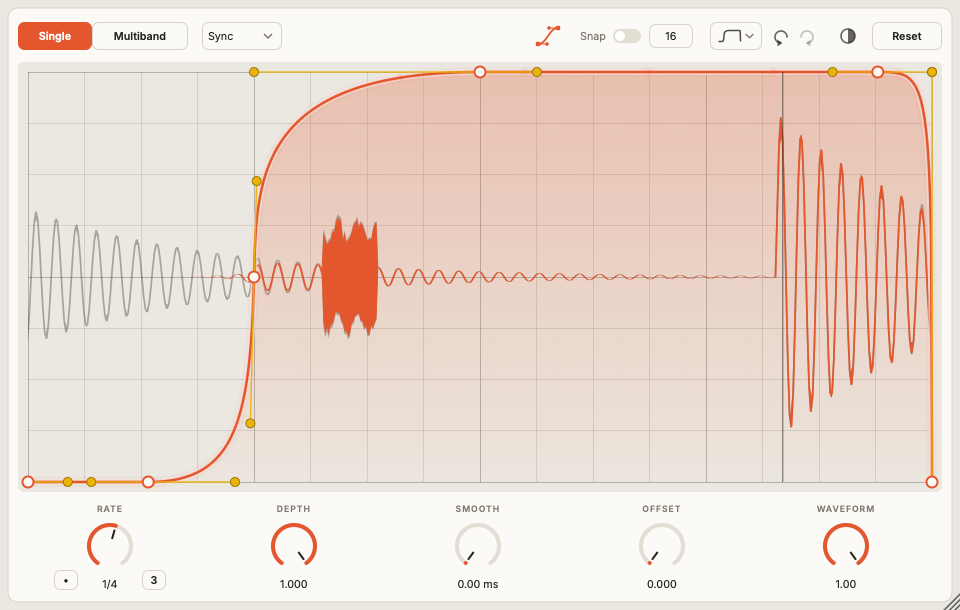 Single Multiband Sync Snap 16 Reset
RATE DEPTH SMOOTH OFFSET WAVEFORM
• 1/4 3 1.000 0.00 ms 0.000 1.00